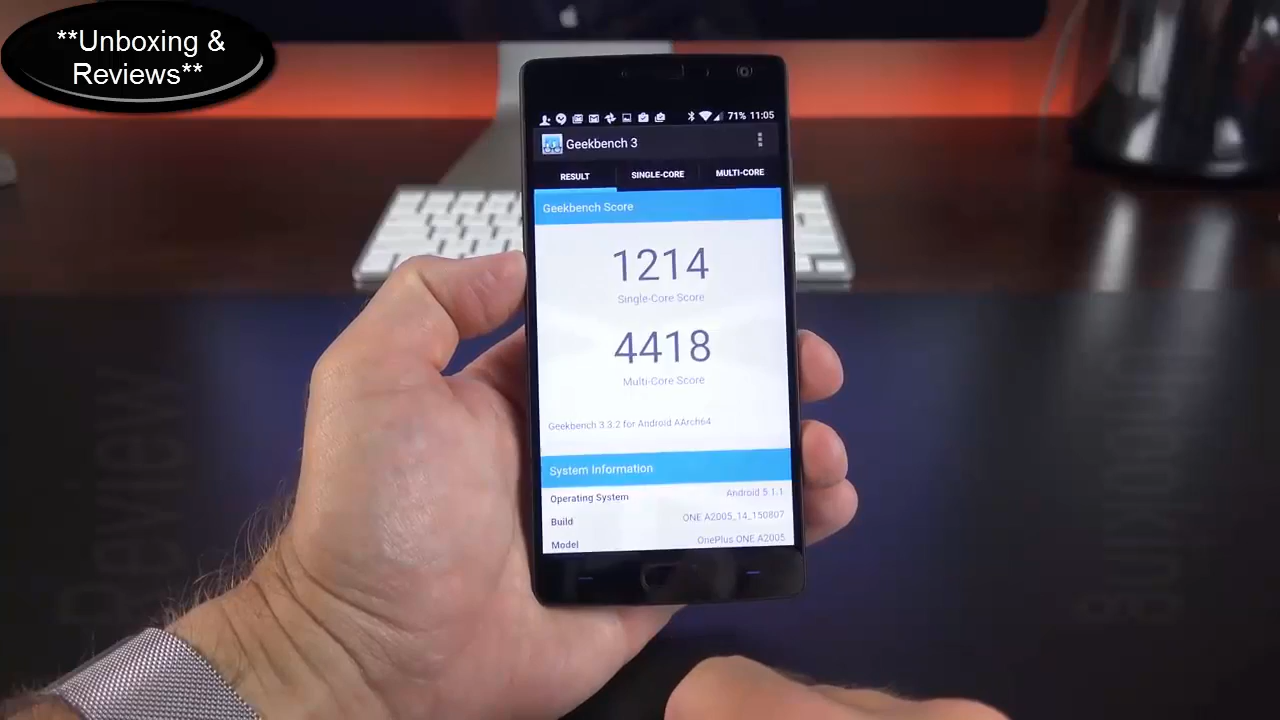 **Unboxing &
Reviews**
71% 11:05
Geekbench 3
RESULT SINGLE-CORE MULTI-CORE
Geekbench Score
1214
Single-Core Score
4418
Multi-Core Score
Geekbench 3.3.2 for Android AArch64
System Information
Operating System Android 5.1.1
Build ONE A2005_14_150807
Model OnePlus ONE A2005
Review
Unboxing